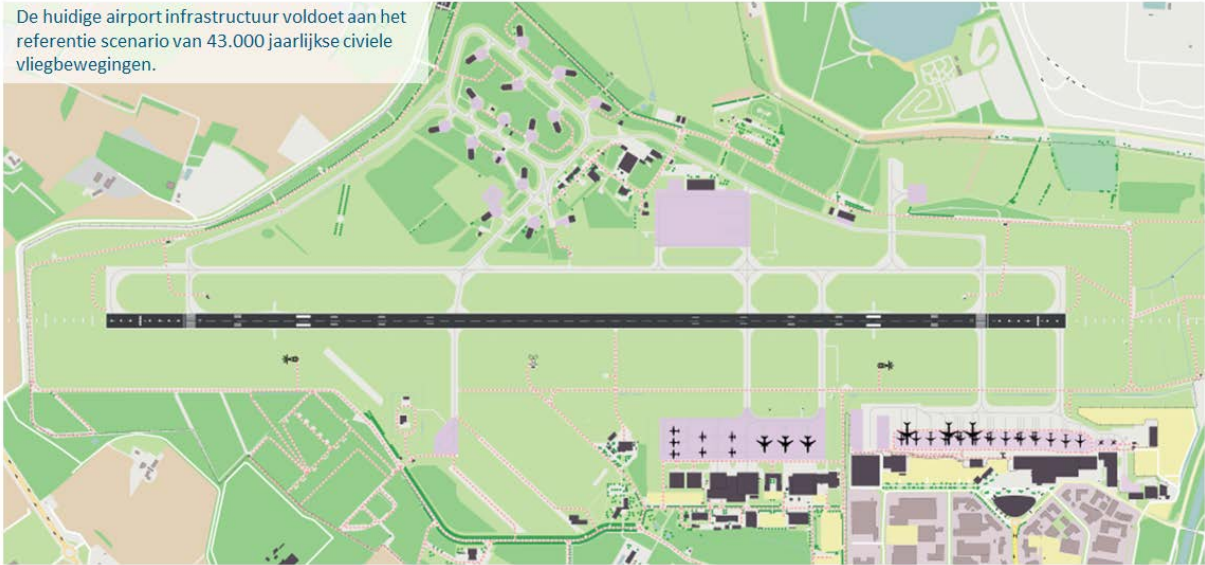 De huidige airport infrastructuur voldoet aan het
referentie scenario van 43.000 jaarlijkse civiele
vliegbewegingen.